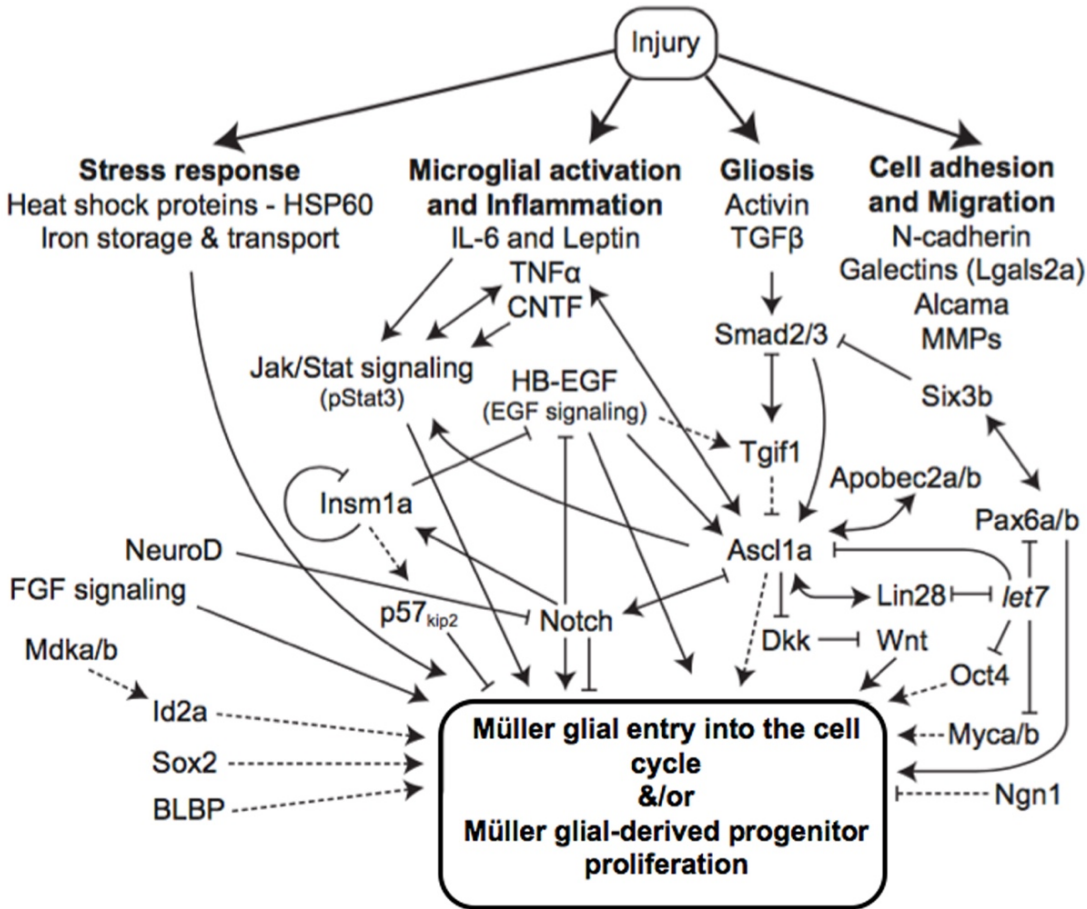 Injury
Stress response
Heat shock proteins - HSP60
Iron storage & transport
Microglial activation
and Inflammation
IL-6 and Leptin
TNFα
CNTF
Gliosis
Activin
TGFβ
Cell adhesion
and Migration
N-cadherin
Galectins (Lgals2a)
Alcama
MMPs
Smad2/3
Jak/Stat signaling
(pStat3)
HB-EGF
(EGF signaling)
Six3b
Tgif1
Apobec2a/b
Insm1a
Pax6a/b
NeuroD
Ascl1a
FGF signaling
p57kip2
Notch
Lin28
let7
Mdka/b
Dkk
Wnt
Oct4
Id2a
Myca/b
Sox2
BLBP
Ngn1
Müller glial entry into the cell
cycle
&/or
Müller glial-derived progenitor
proliferation